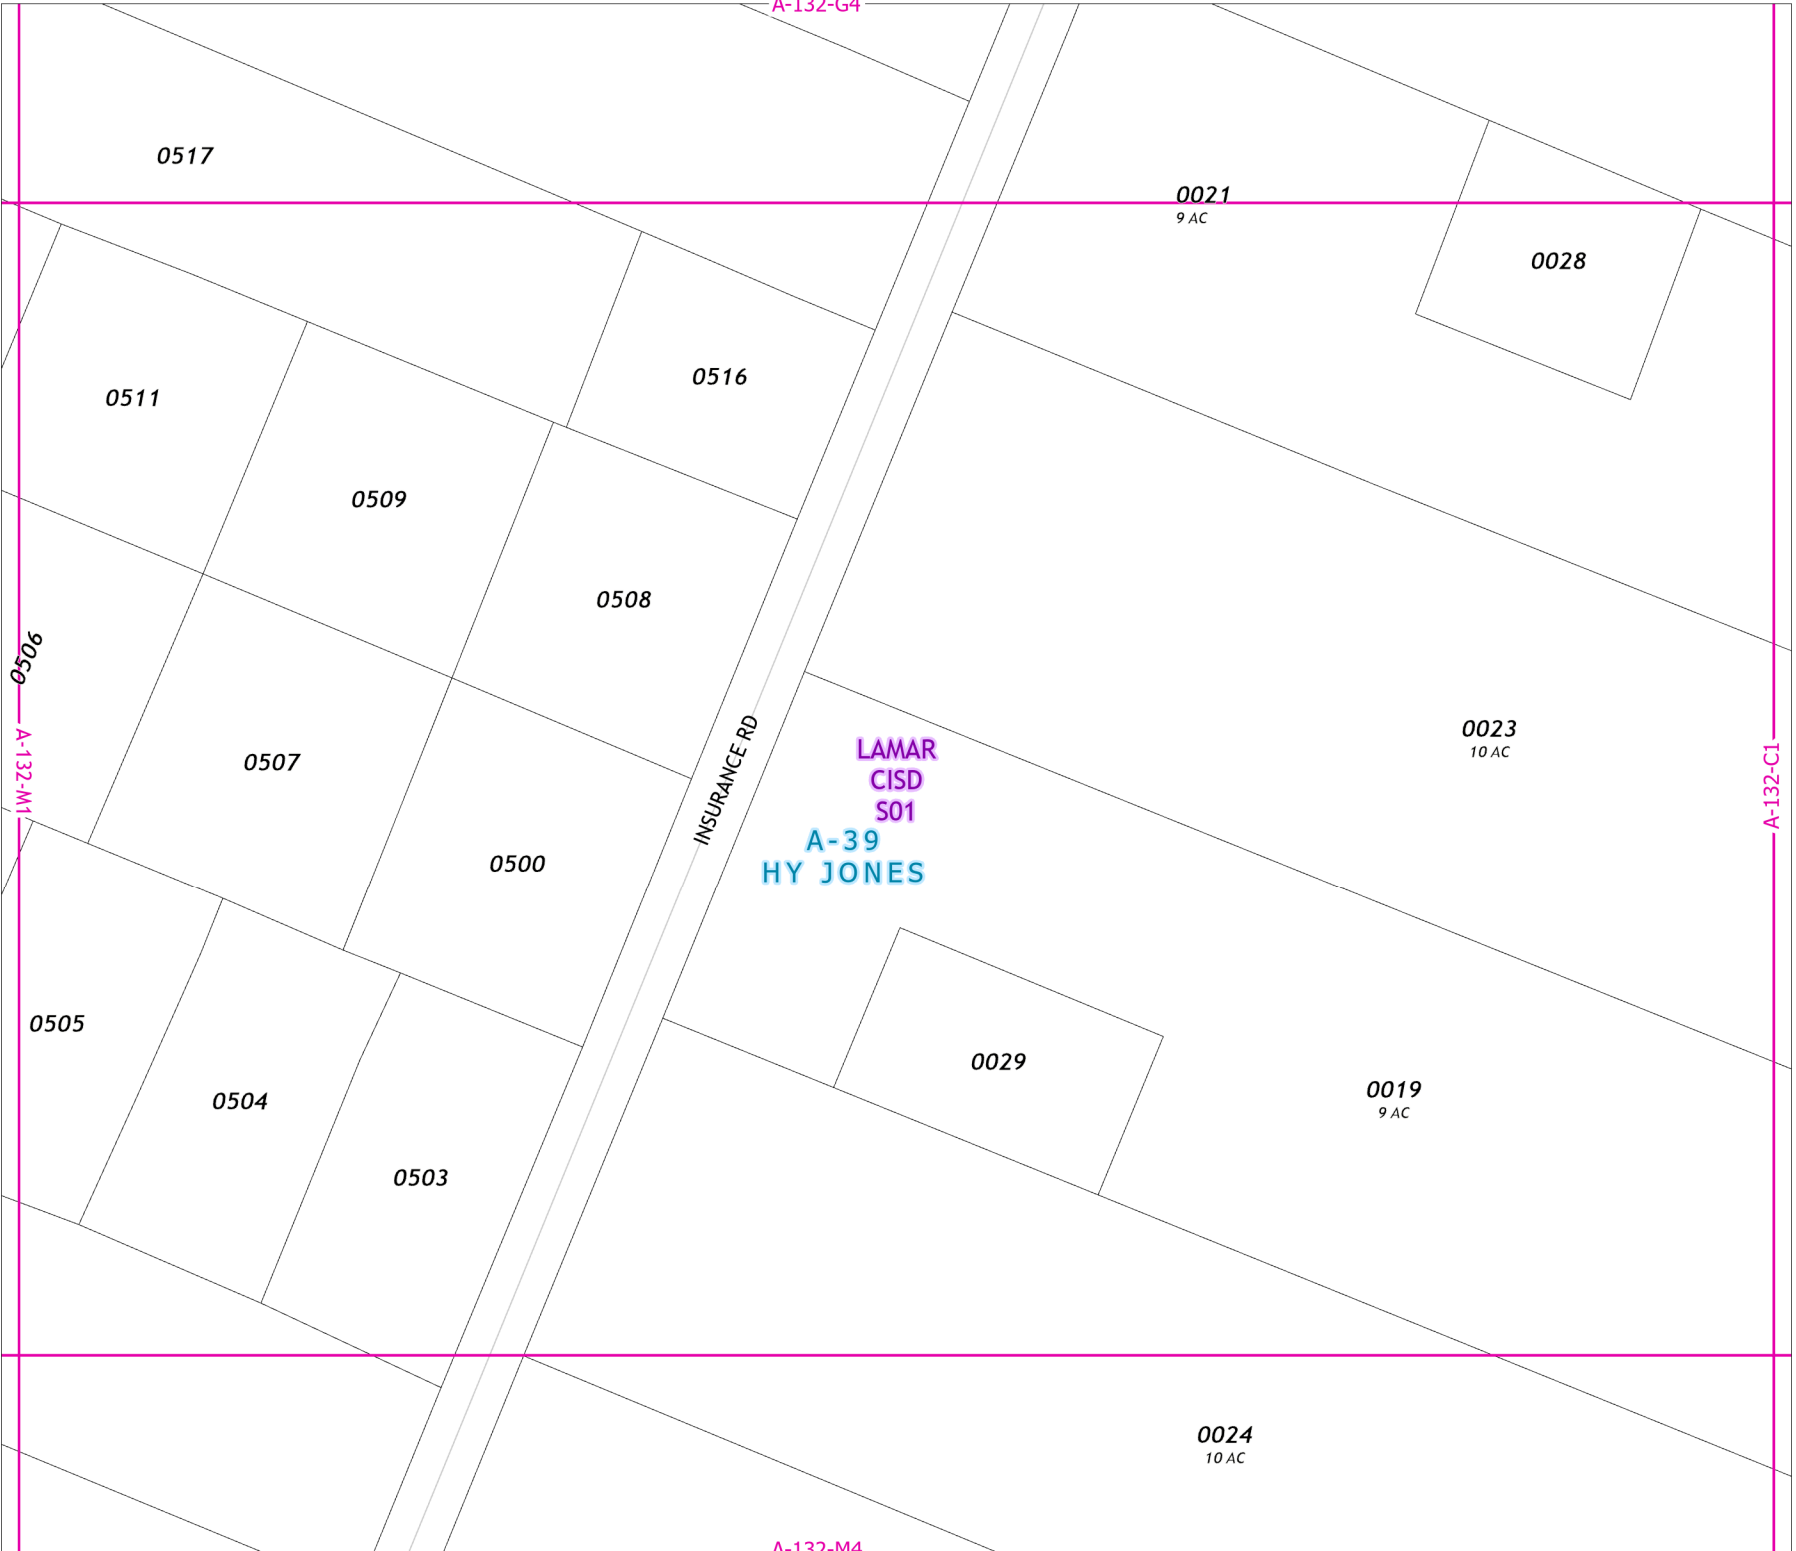 A-132-G4
0517
0021
9 AC
0028
0516
0511
0509
0508
0506
A-132-M1
0507
INSURANCE RD
LAMAR
CISD
S01
A-39
HY JONES
0023
10 AC
A-132-C1
0500
0505
0504
0503
0029
0019
9 AC
0024
10 AC
A-132-M4